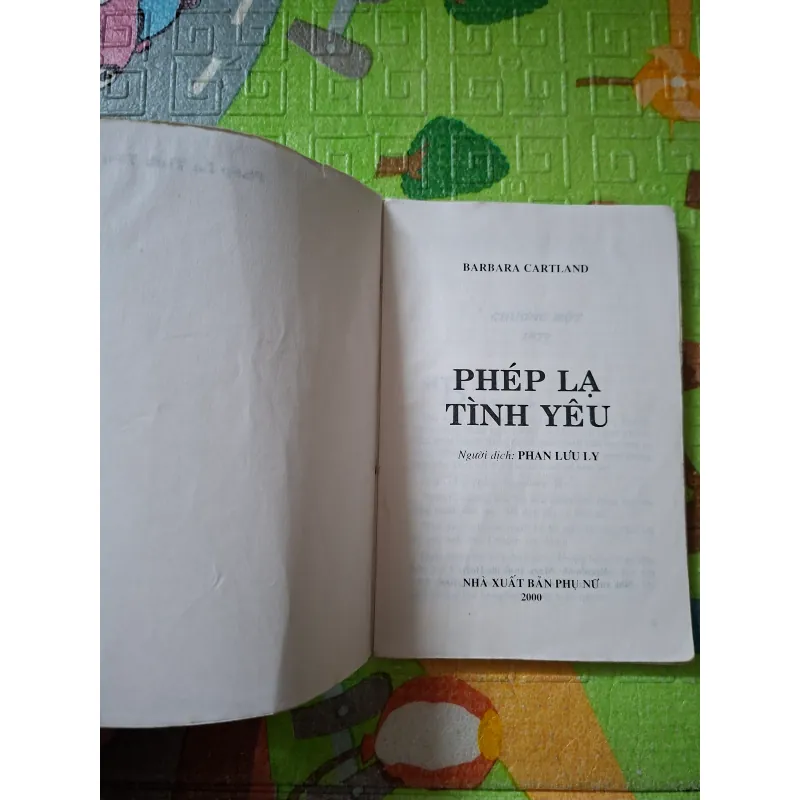 BARBARA CARTLAND
PHÉP LẠ
TÌNH YÊU
Người dịch: PHAN LƯU LY
NHÀ XUẤT BẢN PHỤ NỮ
2000